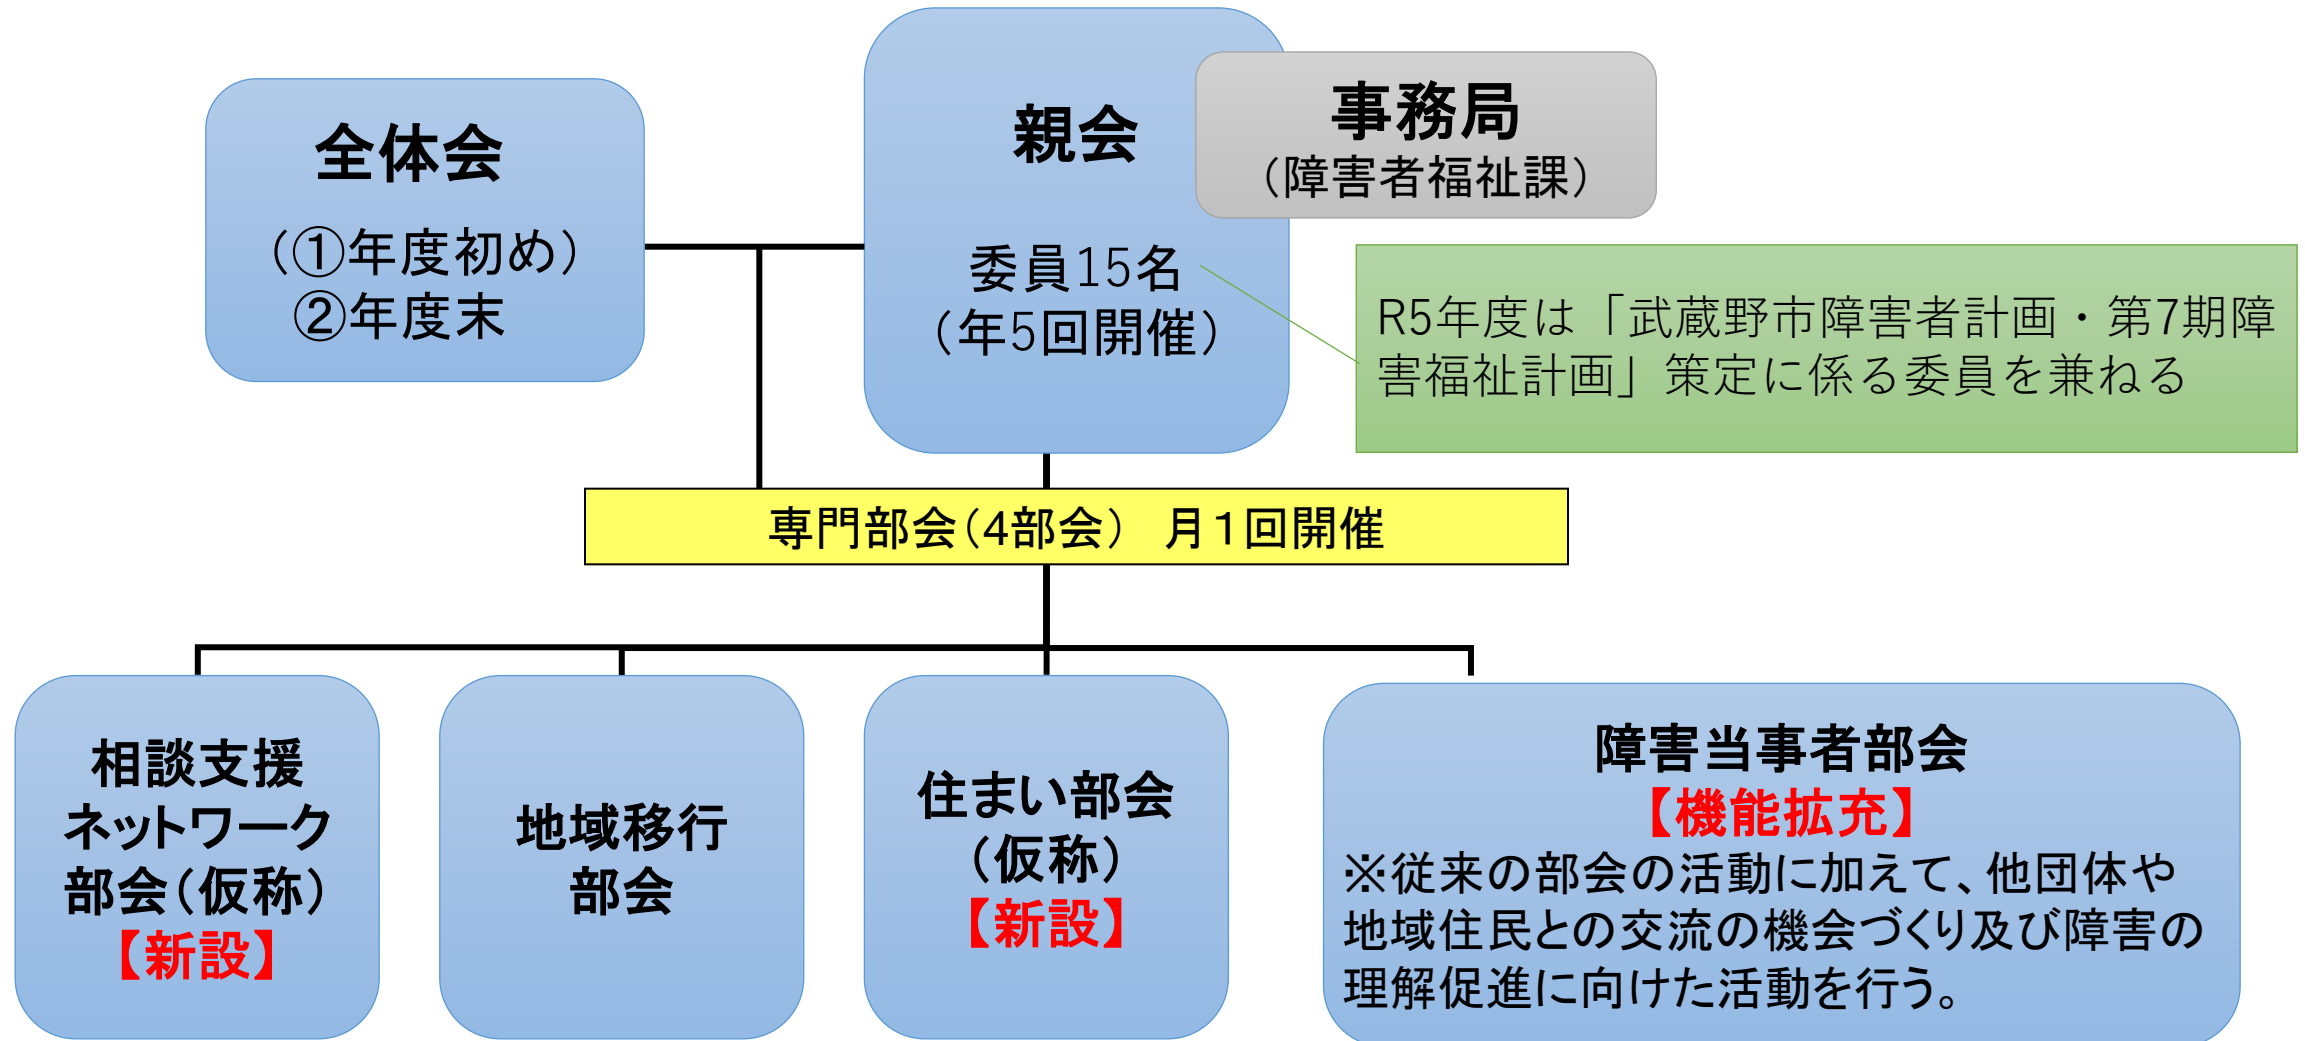 全体会
（①年度初め）
②年度末
親会
委員15名
（年5回開催）
事務局
（障害者福祉課）
R5年度は「武蔵野市障害者計画・第7期障
害福祉計画」策定に係る委員を兼ねる
専門部会（4部会）　月１回開催
相談支援
ネットワーク
部会（仮称）
【新設】
地域移行
部会
住まい部会
（仮称）
【新設】
障害当事者部会
【機能拡充】
※従来の部会の活動に加えて、他団体や
地域住民との交流の機会づくり及び障害の
理解促進に向けた活動を行う。